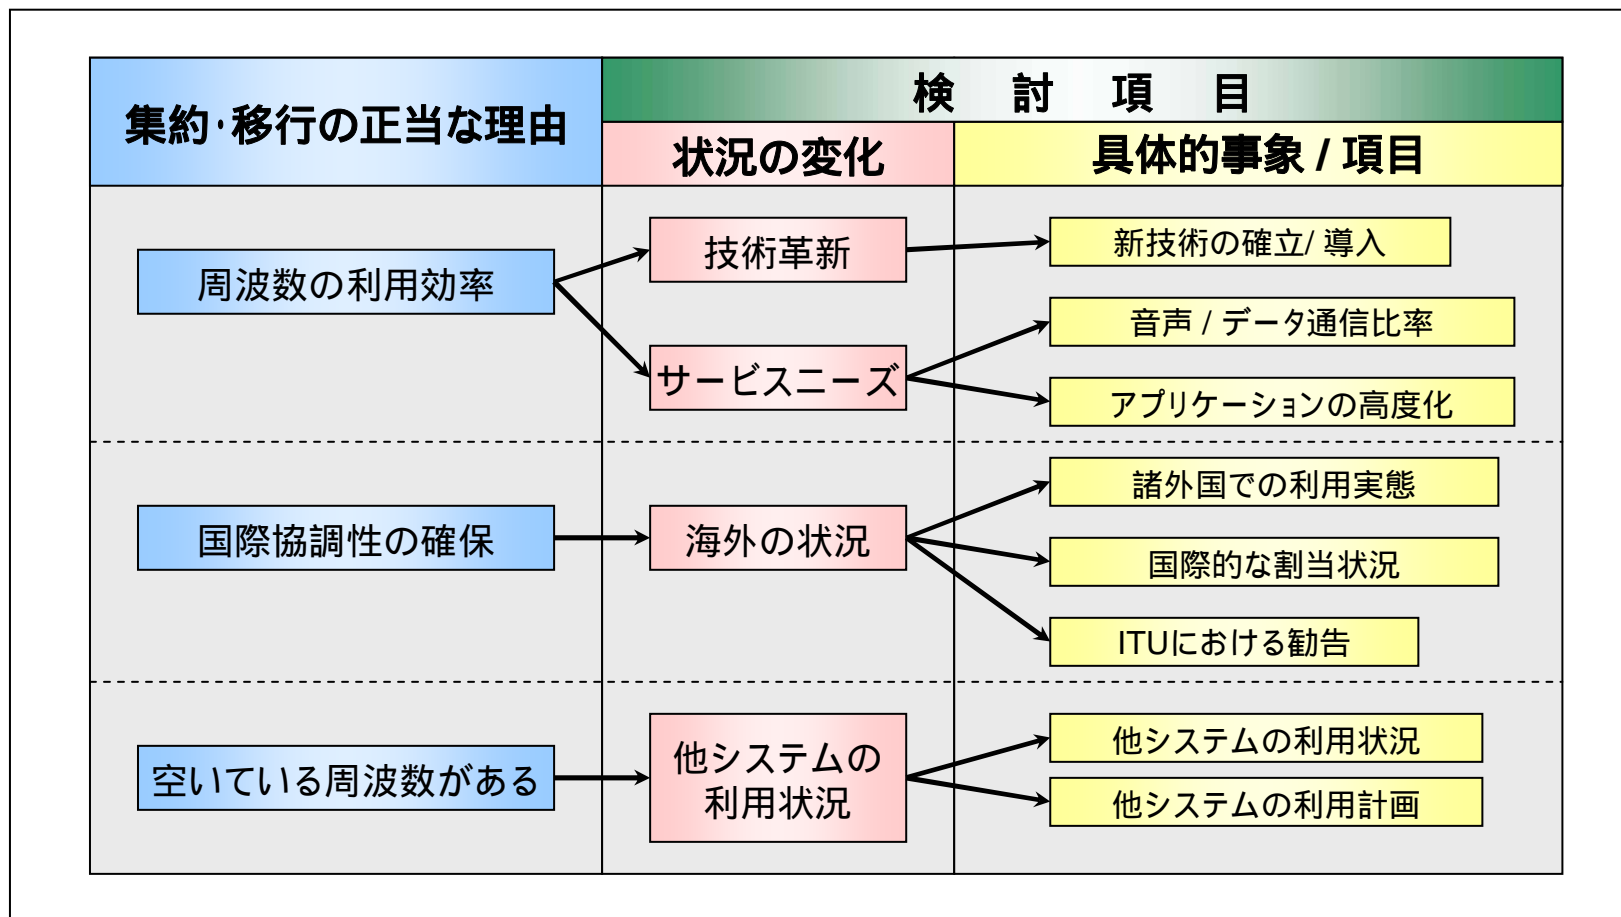 集約･移行の正当な理由
検 討 項 目
状況の変化
具体的事象 / 項目
周波数の利用効率
技術革新
新技術の確立/ 導入
サービスニーズ
音声 / データ通信比率
アプリケーションの高度化
国際協調性の確保
海外の状況
諸外国での利用実態
国際的な割当状況
ITUにおける勧告
空いている周波数がある
他システムの
利用状況
他システムの利用状況
他システムの利用計画